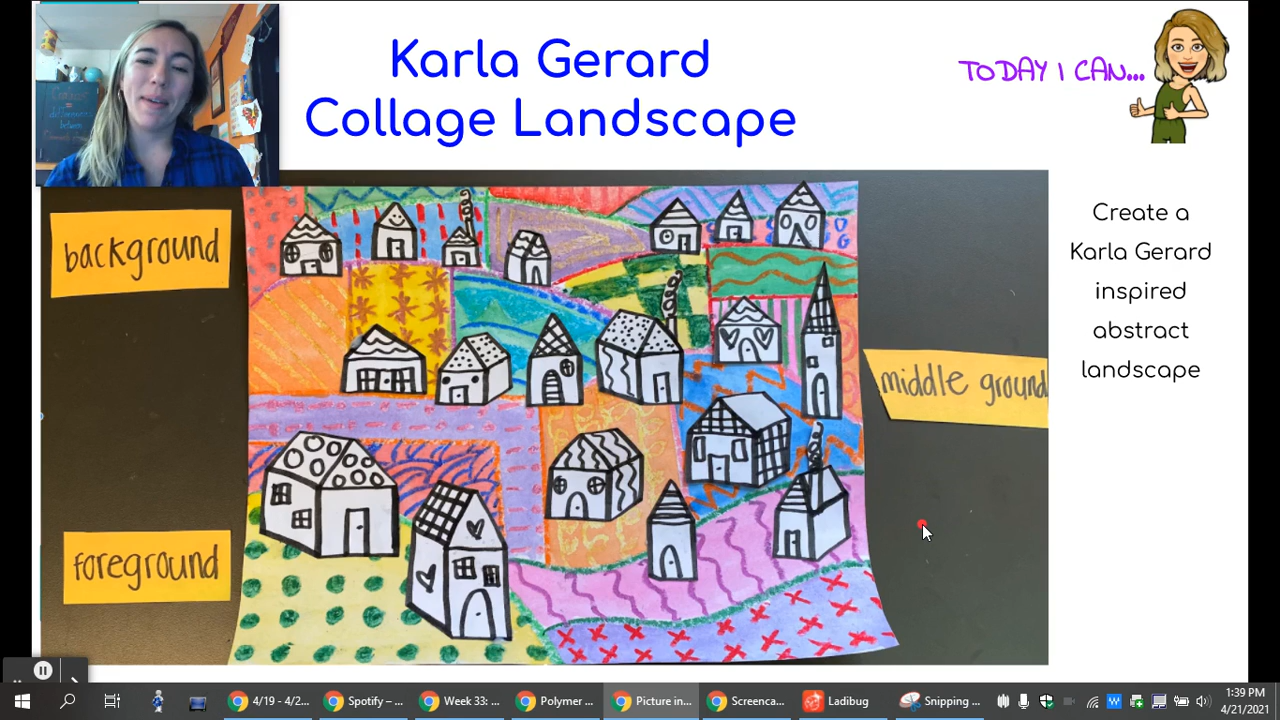 Karla Gerard
Collage Landscape
TODAY I CAN...
background
middle ground
foreground
Create a
Karla Gerard
inspired
abstract
landscape
4/19 - 4/2...
Spotify – ...
Week 33: ...
Polymer ...
Picture in...
Screenca...
Ladibug
Snipping ...
1:39 PM
4/21/2021